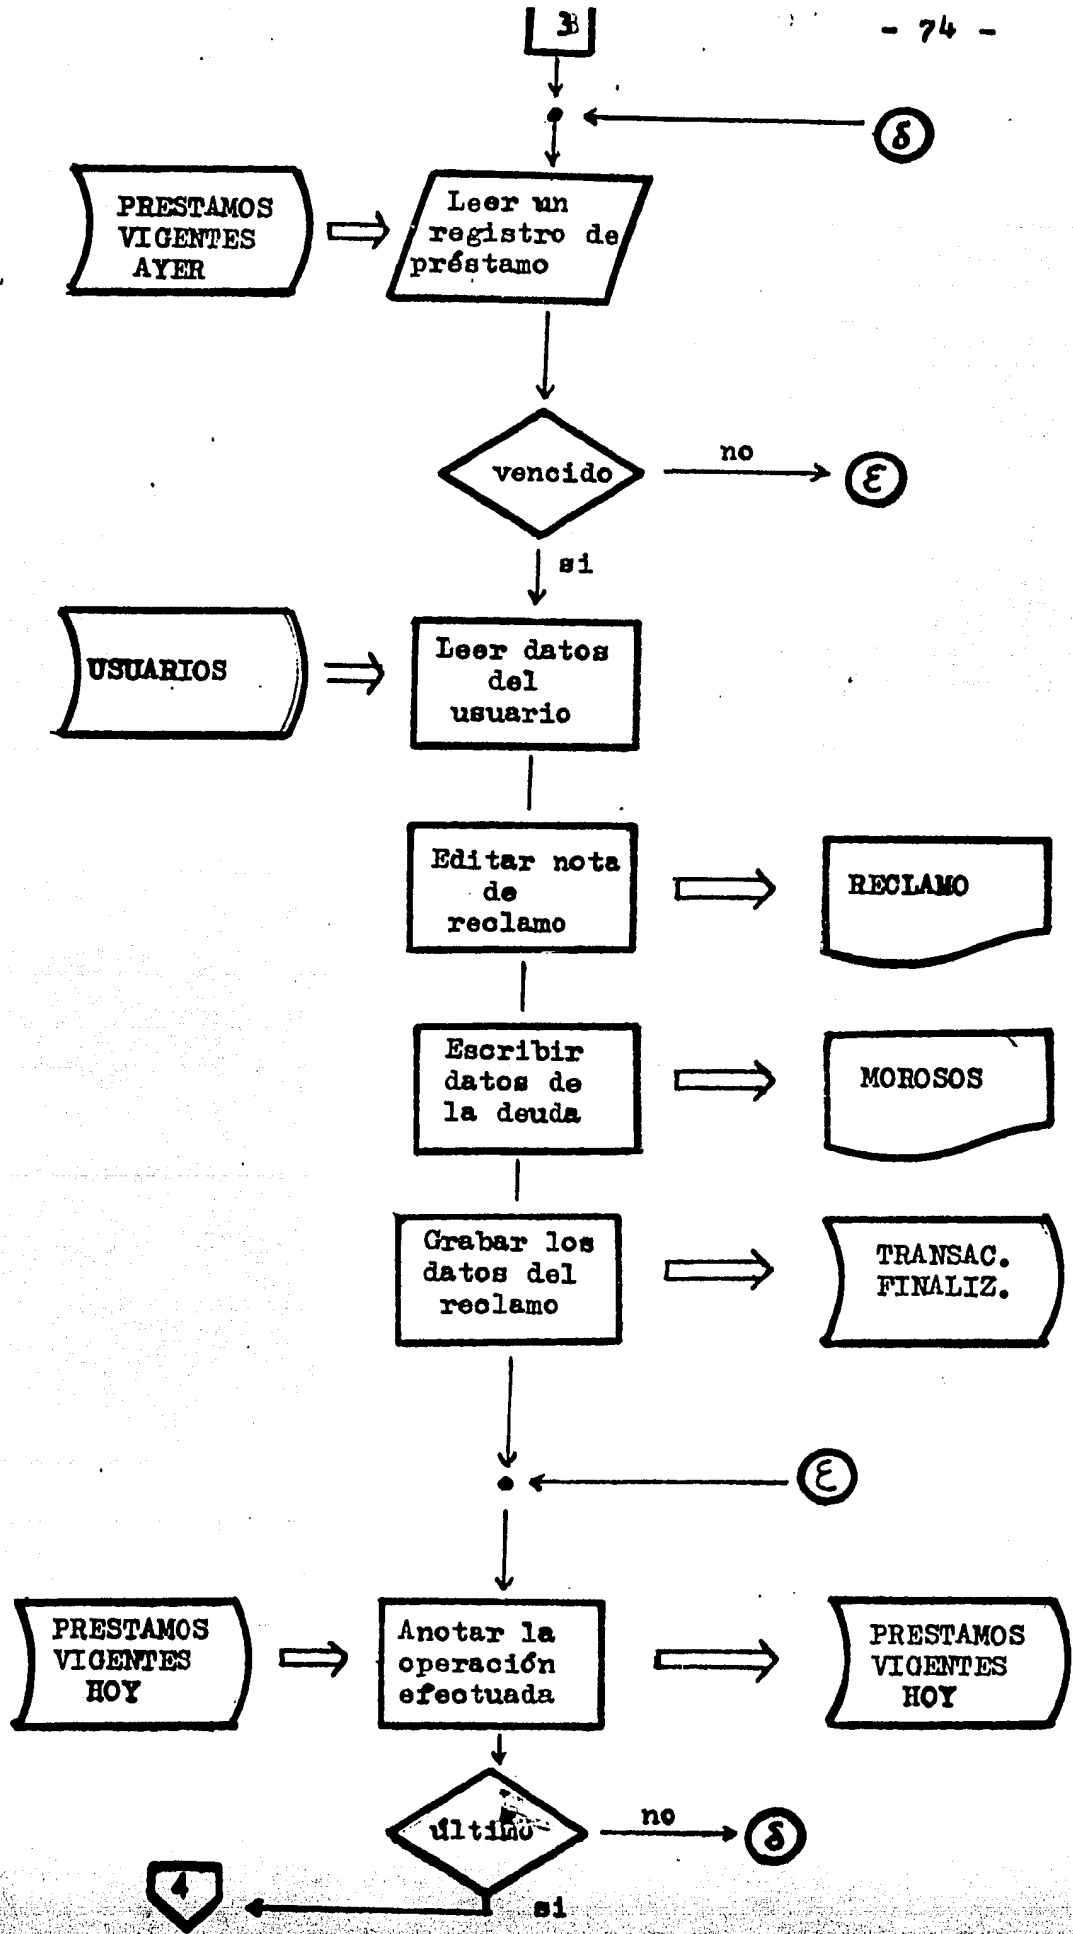 3B
- 74 -
δ
PRESTAMOS
VIGENTES
AYER
Leer un
registro de
préstamo
vencido
no
ε
si
USUARIOS
Leer datos
del
usuario
Editar nota
de
reclamo
RECLAMO
Escribir
datos de
la deuda
MOROSOS
Grabar los
datos del
reclamo
TRANSAC.
FINALIZ.
ε
PRESTAMOS
VIGENTES
HOY
Anotar la
operación
efectuada
PRESTAMOS
VIGENTES
HOY
último
no
δ
4
si